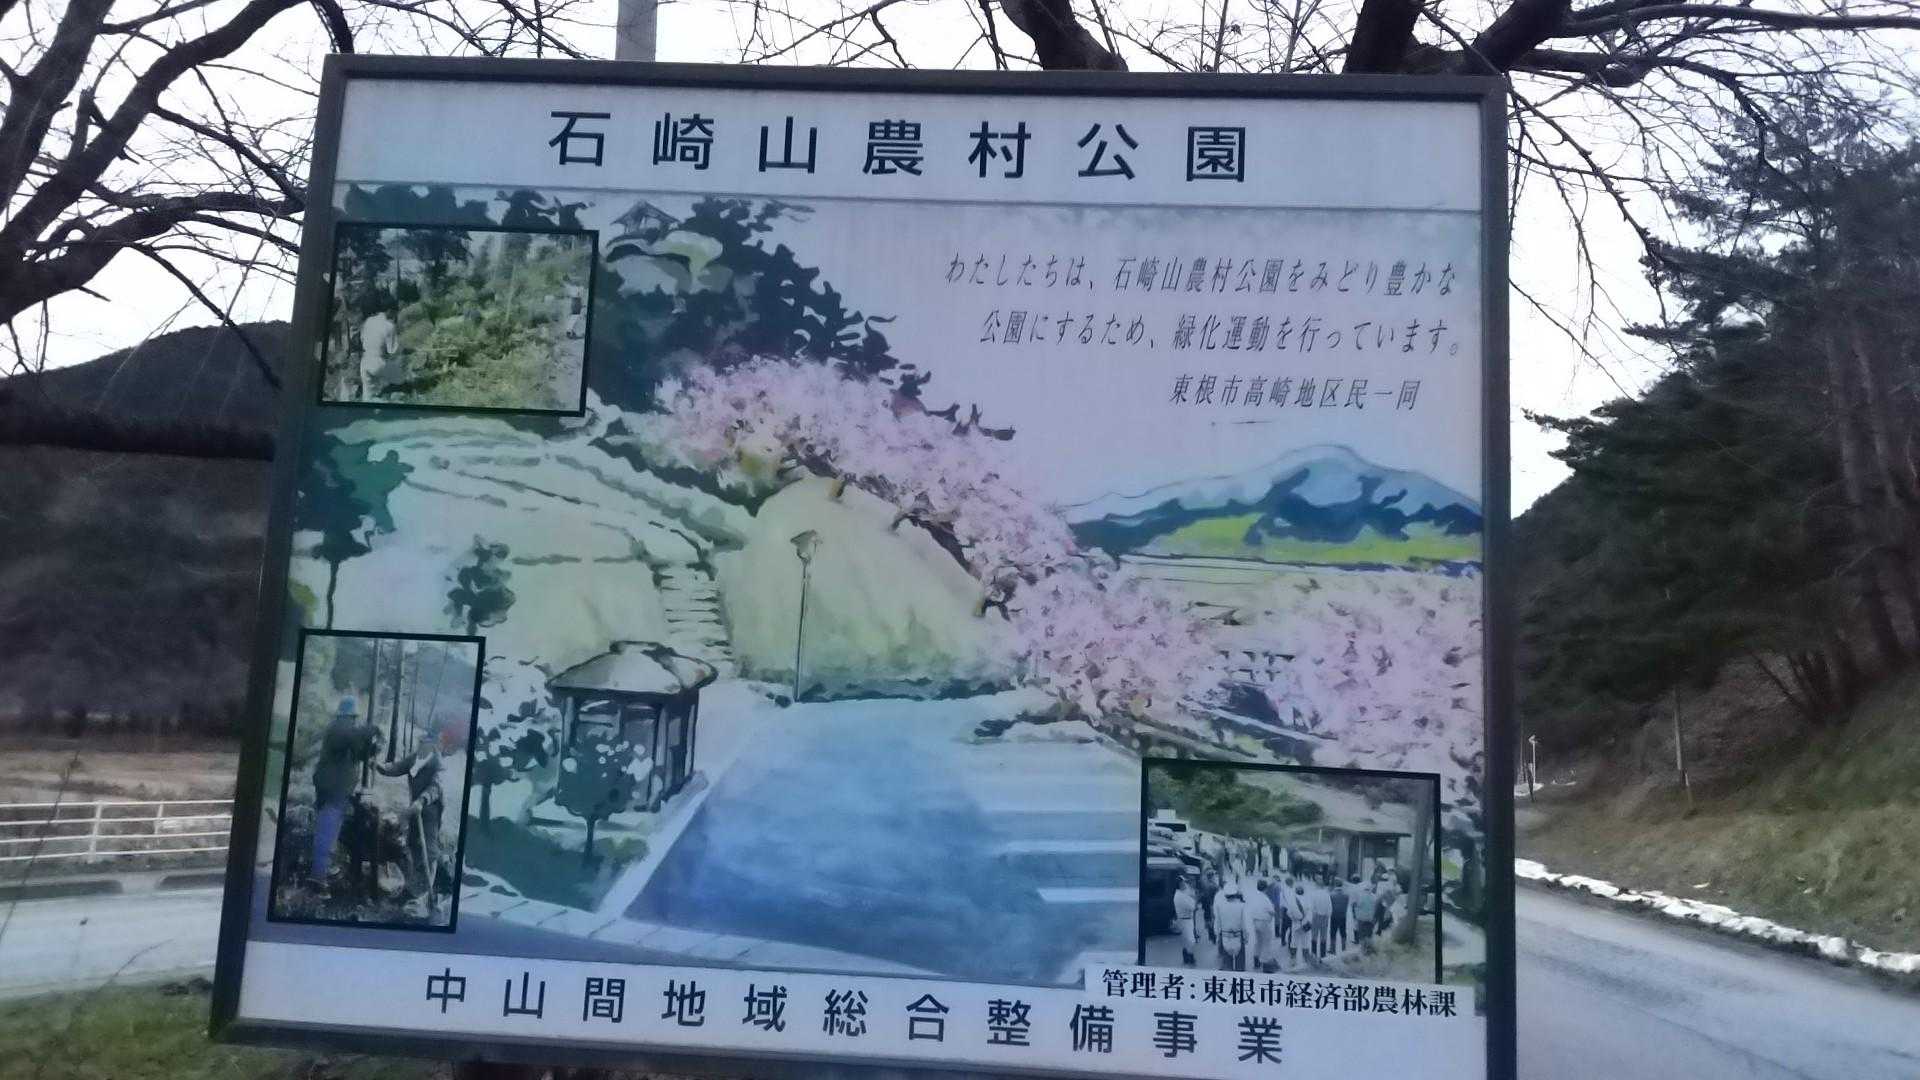 石崎山農村公園
わたしたちは、石崎山農村公園をみどり豊かな
公園にするため、緑化運動を行っています。
東根市高崎地区民一同
管理者:東根市経済部農林課
中山間地域総合整備事業